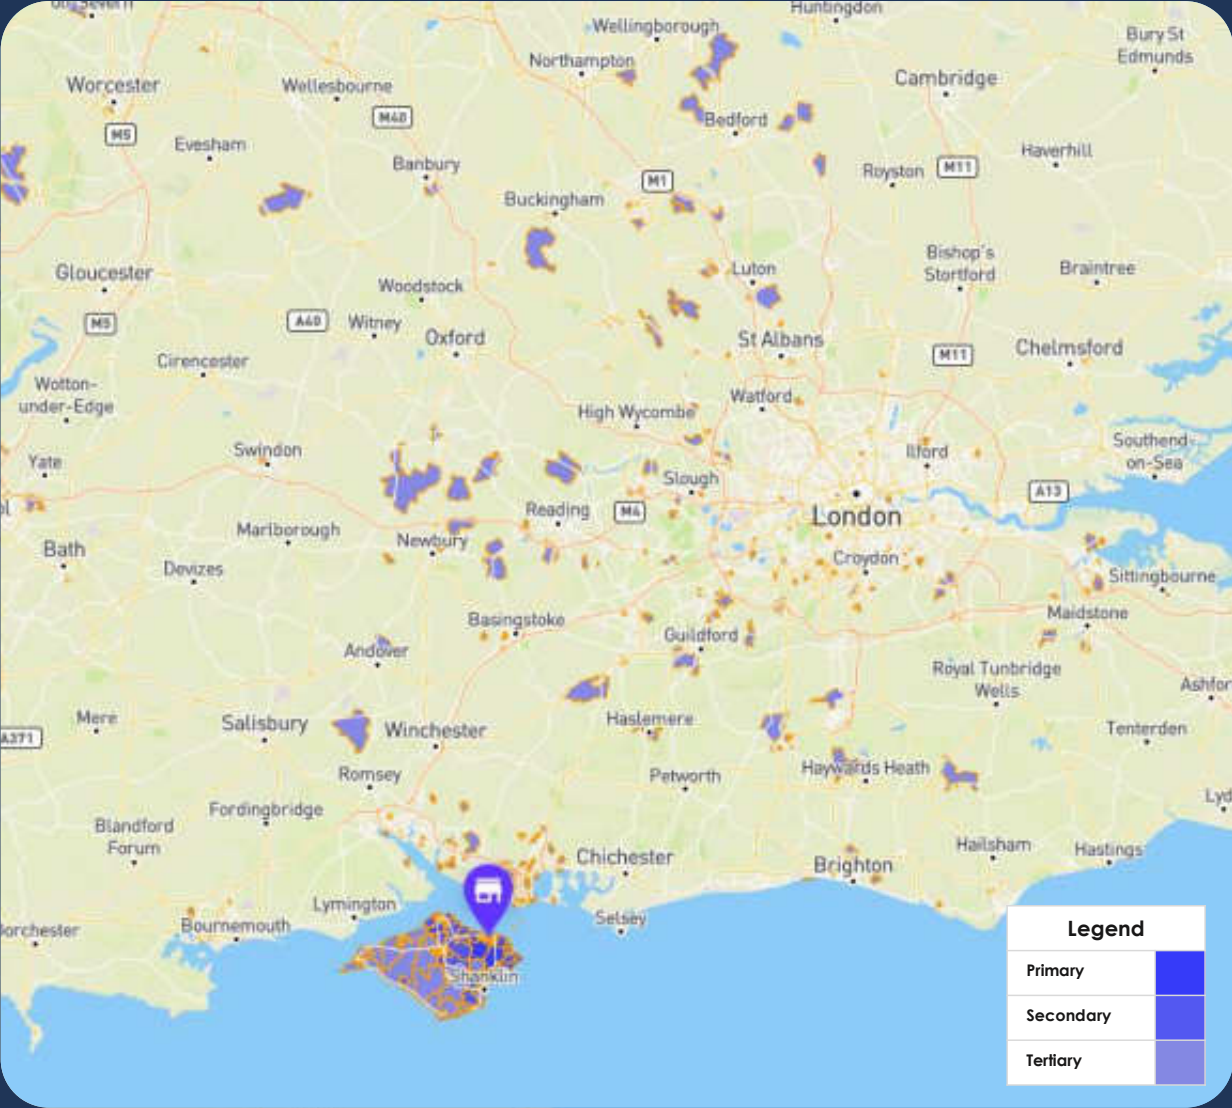 Huntingdon
Wellingborough
Bury St
Edmunds
Northampton
Worcester
Wellesbourne
Cambridge
M40
Bedford
M5
Evesham
Banbury
Haverhill
M1
Royston
M11
Buckingham
Bishop's
Stortford
Gloucester
Luton
Braintree
Woodstock
M5
A40
Witney
Oxford
St Albans
Chelmsford
M11
Cirencester
Wotton-
under-Edge
Watford
High Wycombe
Swindon
Ilford
Southend-
on-Sea
Yate
Slough
A13
Reading
M4
London
Marlborough
Newbury
Bath
Croydon
Devizes
Sittingbourne
Maidstone
Basingstoke
Guildford
Andover
Royal Tunbridge
Wells
Mere
Salisbury
Winchester
Haslemere
Tenterden
A371
Romsey
Petworth
Haywards Heath
Fordingbridge
Blandford
Forum
Chichester
Brighton
Hailsham
Hastings
Lymington
Bournemouth
Selsey
Shanklin
Legend
Primary
Secondary
Tertiary